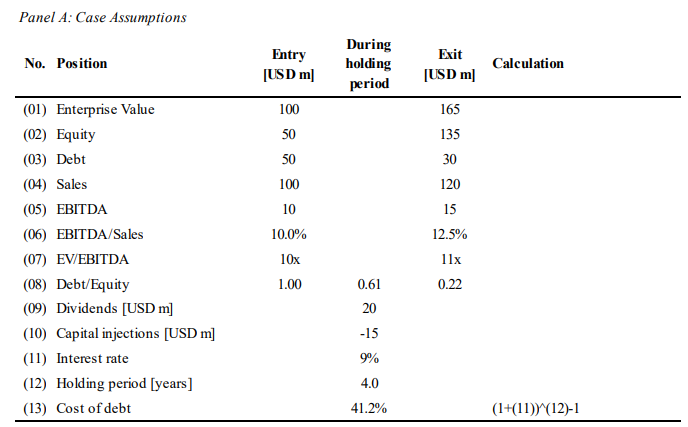 Panel A: Case Assumptions
No. Position Entry [USD m] During holding period Exit [USD m] Calculation
(01) Enterprise Value 100 165
(02) Equity 50 135
(03) Debt 50 30
(04) Sales 100 120
(05) EBITDA 10 15
(06) EBITDA/Sales 10.0% 12.5%
(07) EV/EBITDA 10x 11x
(08) Debt/Equity 1.00 0.61 0.22
(09) Dividends [USD m] 20
(10) Capital injections [USD m] -15
(11) Interest rate 9%
(12) Holding period [years] 4.0
(13) Cost of debt 41.2% (1+(11))^(12)-1